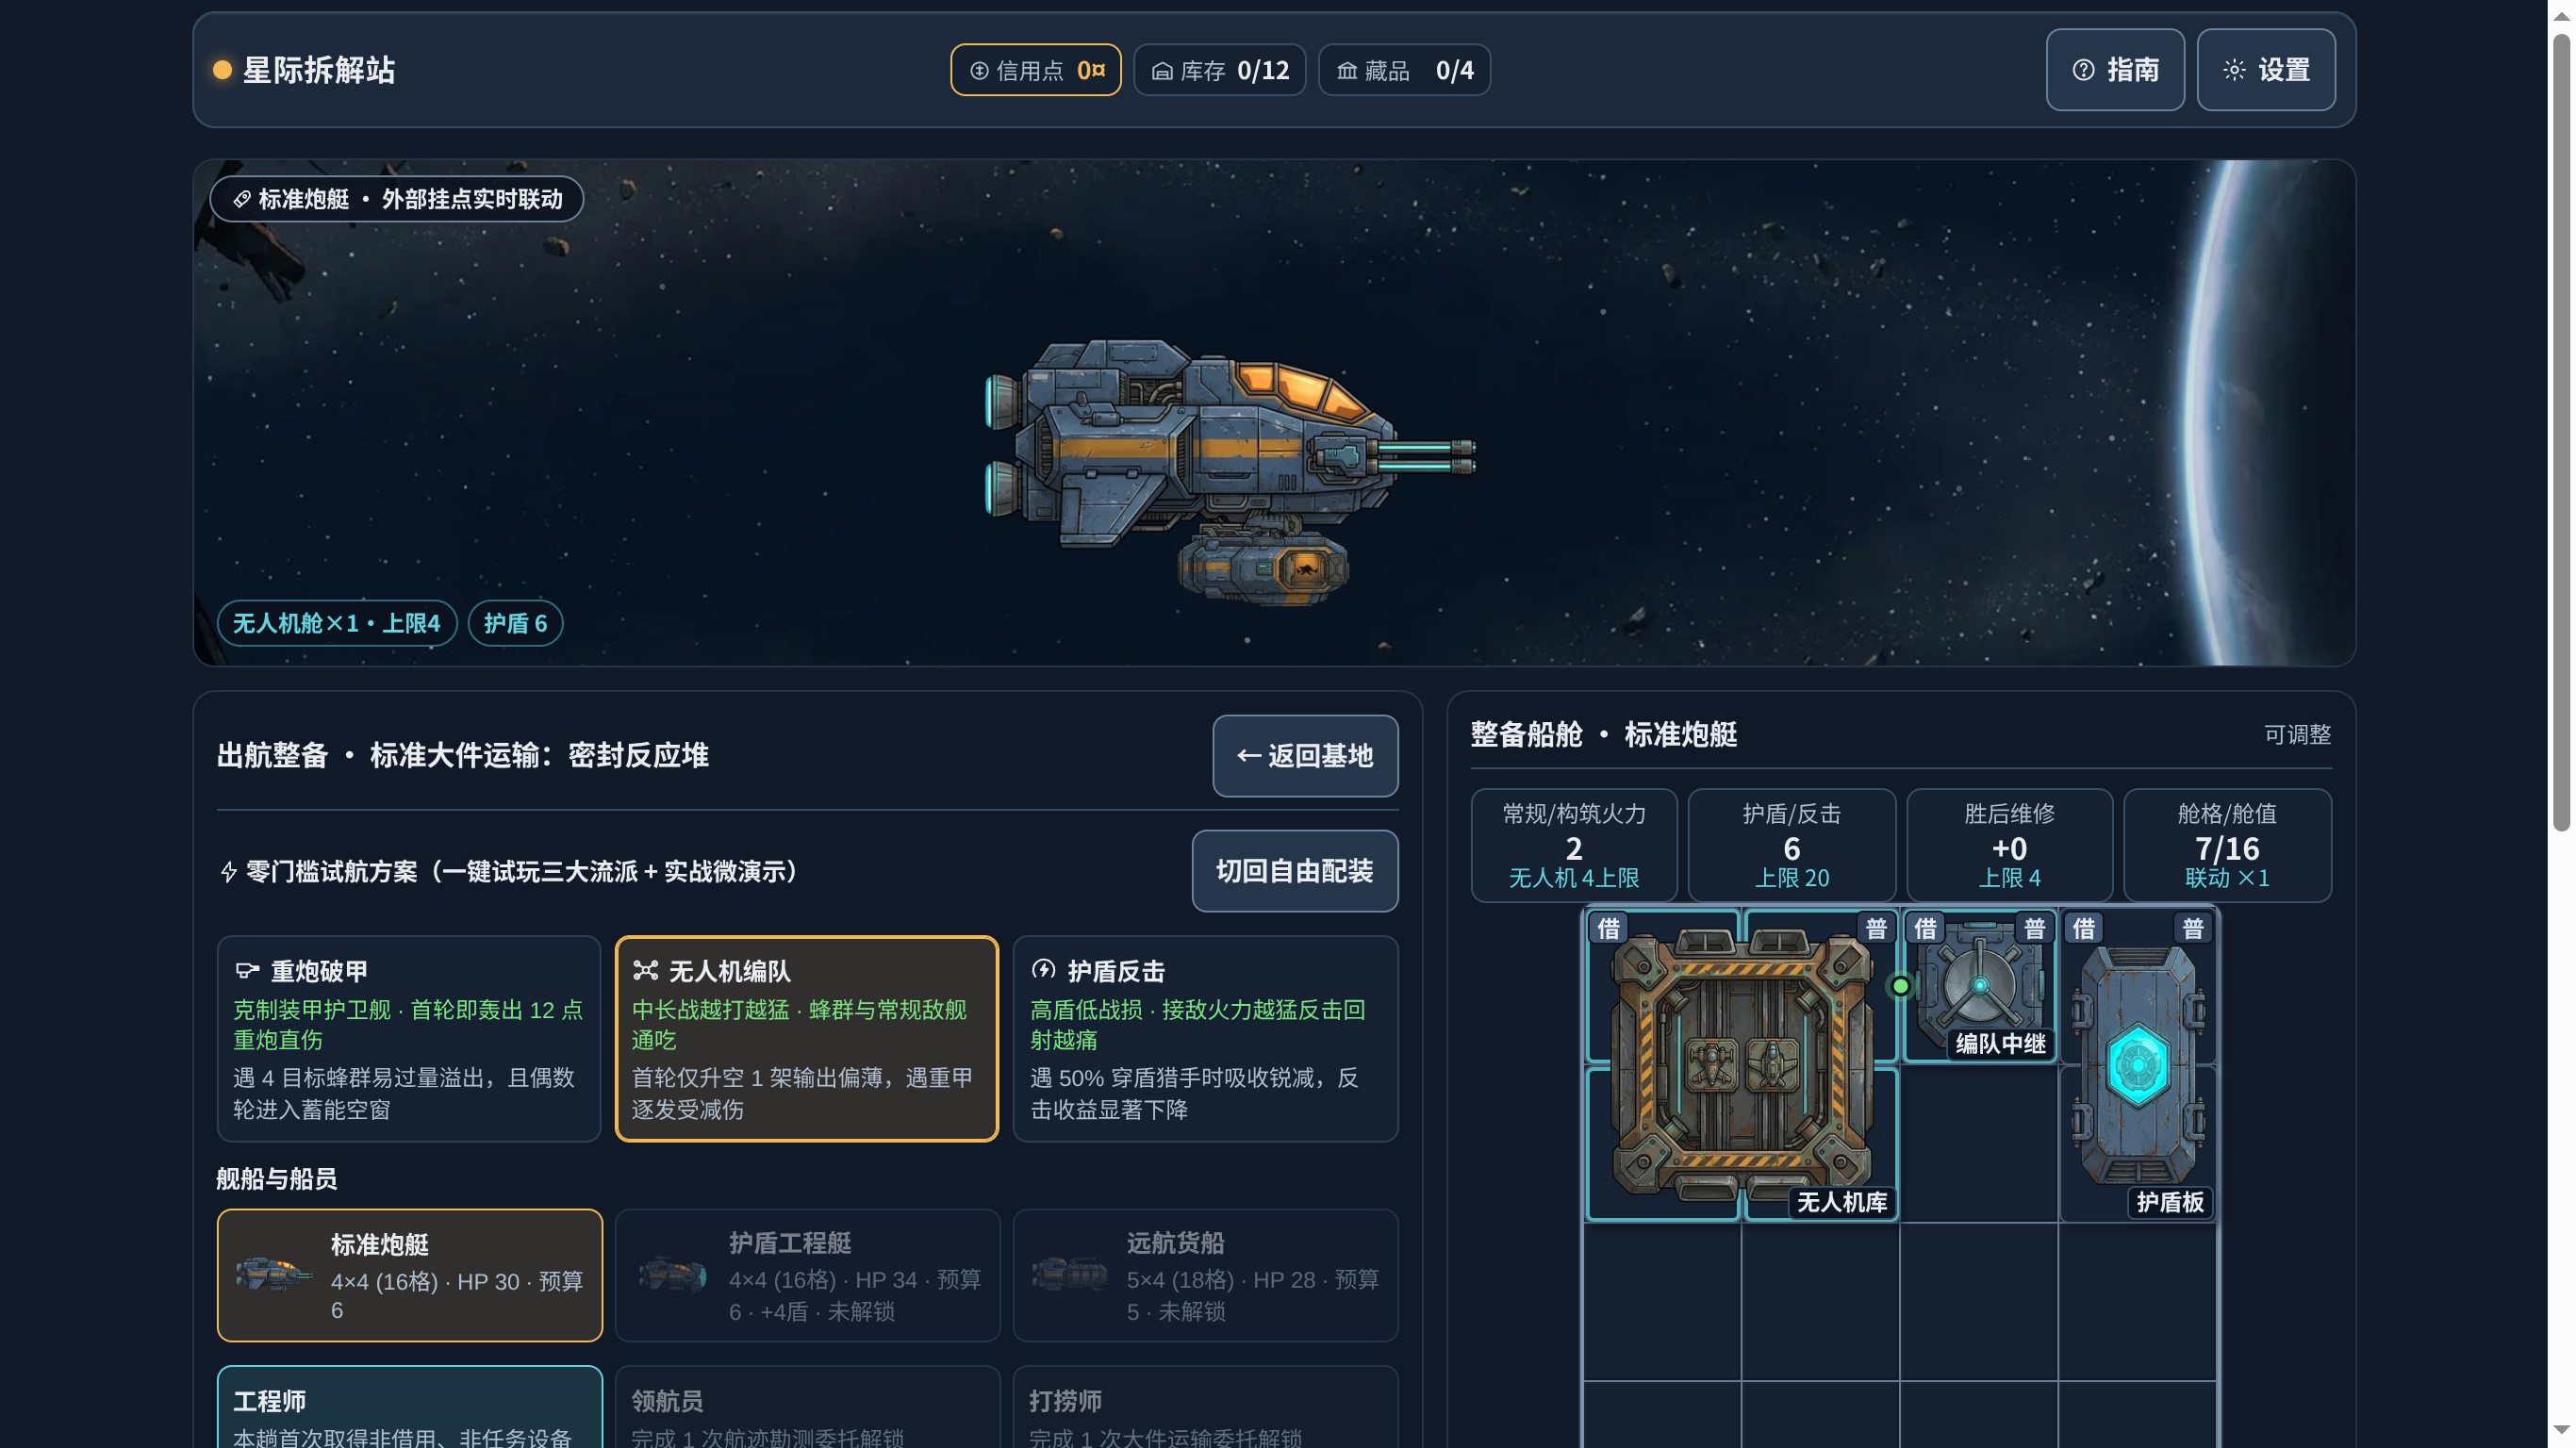 星际拆解站
信用点 0¤
库存 0/12
藏品 0/4
指南
设置
标准炮艇 • 外部挂点实时联动
无人机舱×1 • 上限4
护盾 6
出航整备 • 标准大件运输：密封反应堆
← 返回基地
零门槛试航方案（一键试玩三大流派 + 实战微演示）
切回自由配装
重炮破甲
克制装甲护卫舰 · 首轮即轰出 12 点
重炮直伤
遇 4 目标蜂群易过量溢出，且偶数
轮进入蓄能空窗
无人机编队
中长战越打越猛 · 蜂群与常规敌舰
通吃
首轮仅升空 1 架输出偏薄，遇重甲
逐发受减伤
护盾反击
高盾低战损 · 接敌火力越猛反击回
射越痛
遇 50% 穿盾猎手时吸收锐减，反
击收益显著下降
舰船与船员
标准炮艇
4×4 (16格) · HP 30 · 预算
6
护盾工程艇
4×4 (16格) · HP 34 · 预算
6 · +4盾 · 未解锁
远航货船
5×4 (18格) · HP 28 · 预算
5 · 未解锁
工程师
本趟首次取得非借用、非任务设备
领航员
完成 1 次航迹勘测委托解锁
打捞师
完成 1 次大件运输委托解锁
整备船舱 • 标准炮艇
可调整
常规/构筑火力
2
无人机 4上限
护盾/反击
6
上限 20
胜后维修
+0
上限 4
舱格/舱值
7/16
联动 ×1
借
普
借
普
借
普
编队中继
无人机库
护盾板